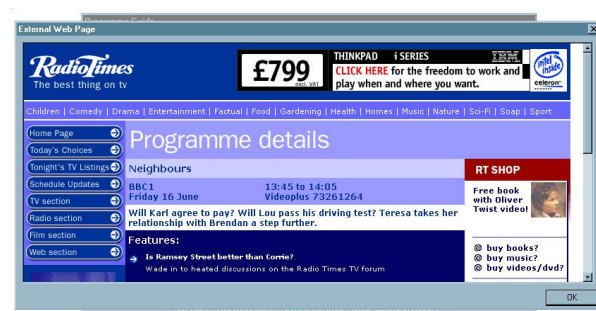 Programme Guide
External Web Page
RadioTimes
The best thing on tv
£799
excl. VAT
THINKPAD i SERIES IBM
CLICK HERE for the freedom to work and
play when and where you want.
intel
inside
celeron
Children | Comedy | Drama | Entertainment | Factual | Food | Gardening | Health | Homes | Music | Nature | Sci-Fi | Soap | Sport
Home Page
Today's Choices
Tonight's TV Listings
Schedule Updates
TV section
Radio section
Film section
Web section
Programme details
Neighbours
BBC1 13:45 to 14:05
Friday 16 June Videoplus 73261264
Will Karl agree to pay? Will Lou pass his driving test? Teresa takes her
relationship with Brendan a step further.
Features:
Is Ramsey Street better than Corrie?
Wade in to heated discussions on the Radio Times TV forum
RT SHOP
Free book
with Oliver
Twist video!
@ buy books?
@ buy music?
@ buy videos/dvd?
OK